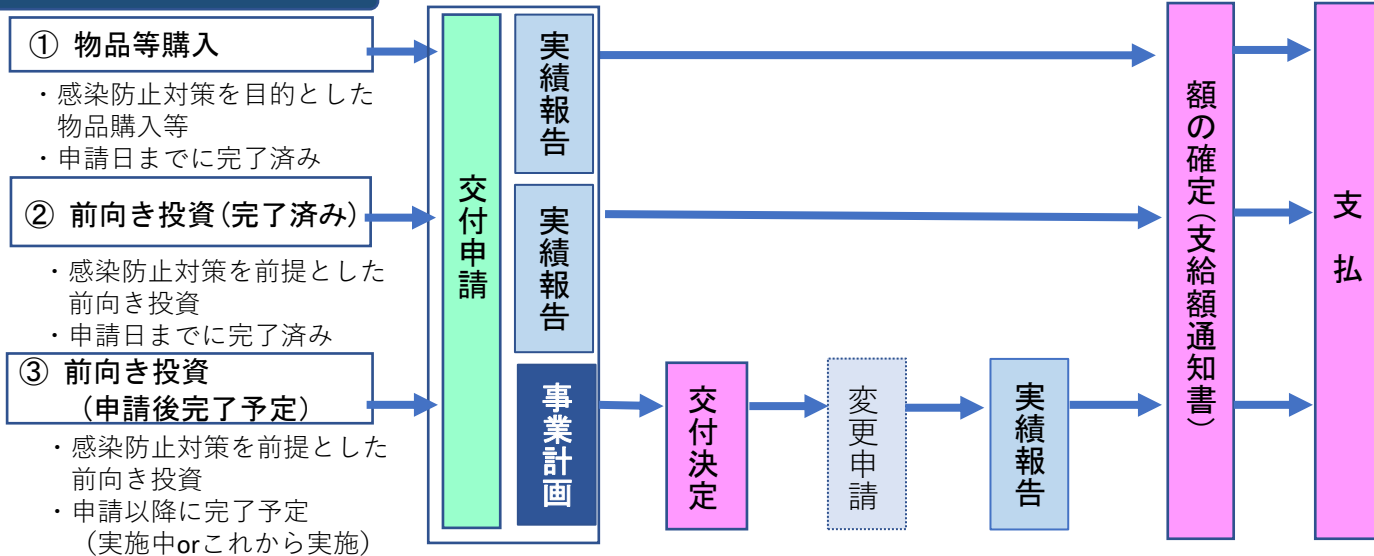 ① 物品等購入
・感染防止対策を目的とした
物品購入等
・申請日までに完了済み
② 前向き投資(完了済み)
・感染防止対策を前提とした
前向き投資
・申請日までに完了済み
③ 前向き投資
(申請後完了予定)
・感染防止対策を前提とした
前向き投資
・申請以降に完了予定
(実施中orこれから実施)
交付申請
実績報告
実績報告
事業計画
交付決定
変更申請
実績報告
額の確定(支給額通知書)
支 払